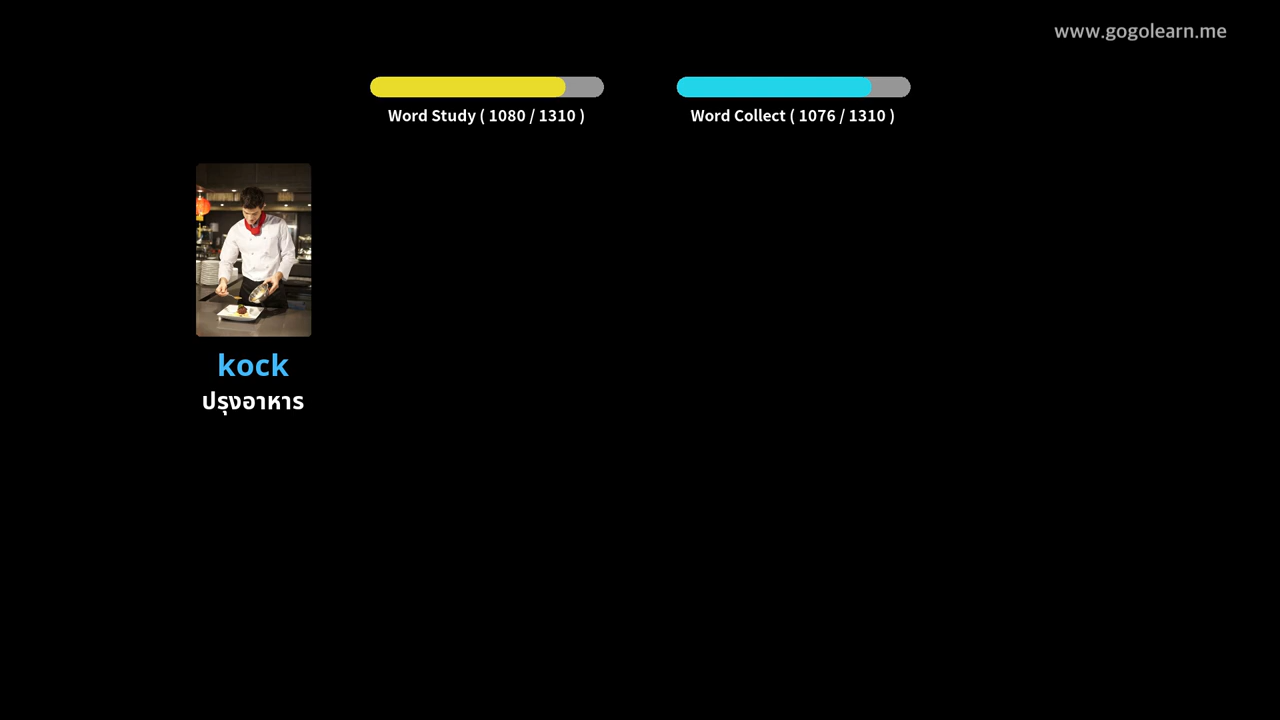 www.gogolearn.me
Word Study ( 1080 / 1310 )
Word Collect ( 1076 / 1310 )
kock
ปรุงอาหาร